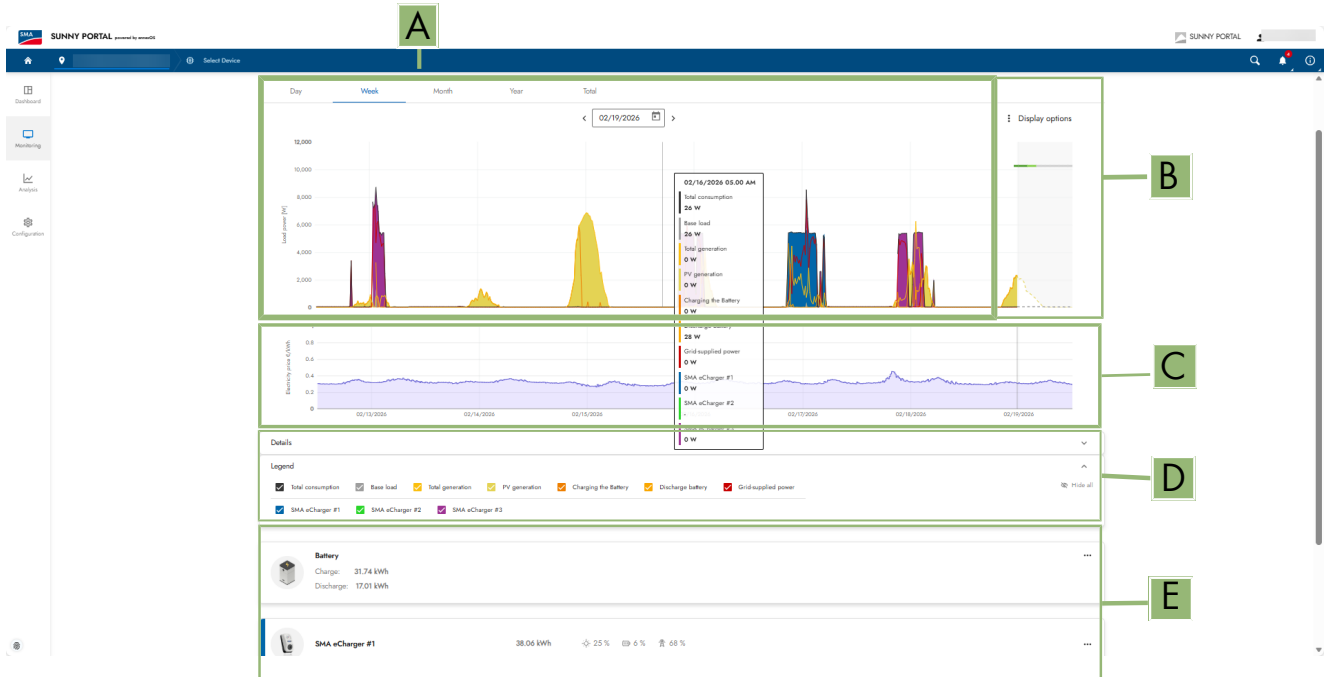 A
SMA
SUNNY PORTAL powered by ennexOS
SUNNY PORTAL
Select Device
4
Dashboard
Monitoring
Analysis
Configuration
Day Week Month Year Total
02/19/2026
Display options
B
Load power [W]
12,000
10,000
8,000
6,000
4,000
2,000
0
02/16/2026 05.00 AM
Total consumption
26 W
Base load
26 W
Total generation
0 W
PV generation
0 W
Charging the Battery
0 W
Discharge battery
28 W
Grid-supplied power
0 W
SMA eCharger #1
0 W
SMA eCharger #2
-
0 W
C
Electricity price €/kWh
0.8
0.6
0.4
0.2
0
02/13/2026 02/14/2026 02/15/2026 02/17/2026 02/18/2026 02/19/2026
D
Details
Legend
Hide all
Total consumption Base load Total generation PV generation Charging the Battery Discharge battery Grid-supplied power
SMA eCharger #1 SMA eCharger #2 SMA eCharger #3
E
Battery
Charge: 31.74 kWh
Discharge: 17.01 kWh
SMA eCharger #1 38.06 kWh 25 % 6 % 68 %